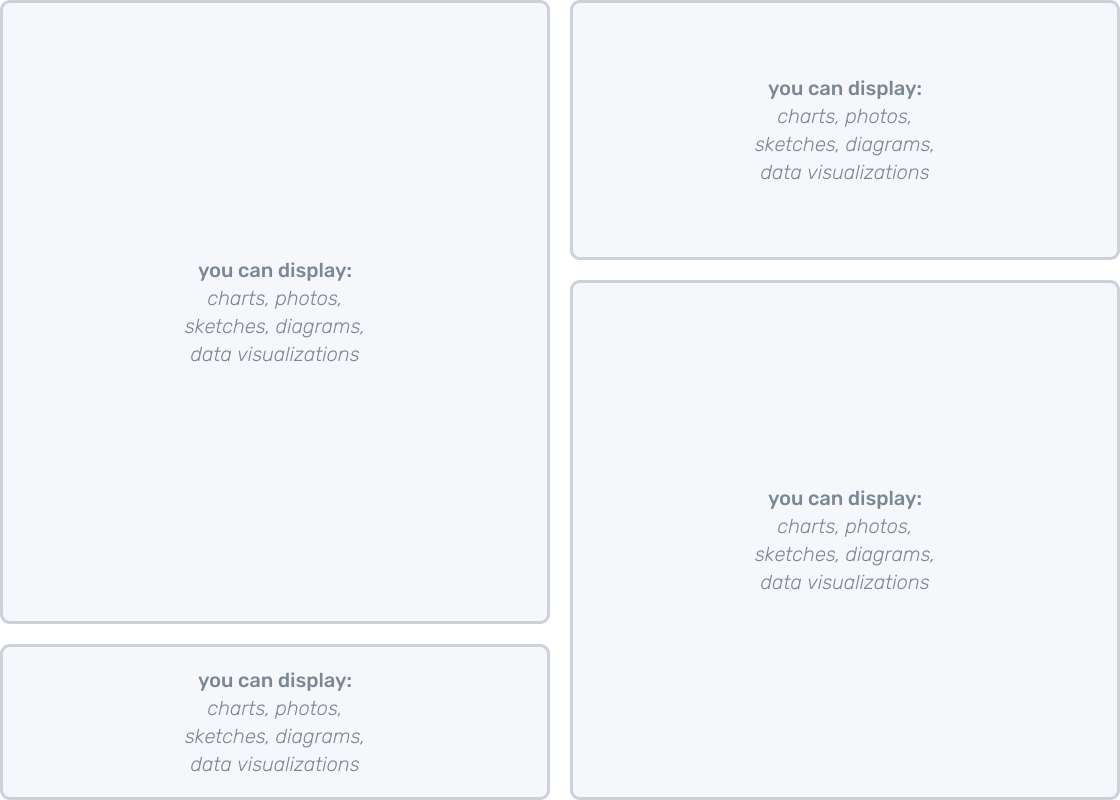 you can display:
charts, photos,
sketches, diagrams,
data visualizations
you can display:
charts, photos,
sketches, diagrams,
data visualizations
you can display:
charts, photos,
sketches, diagrams,
data visualizations
you can display:
charts, photos,
sketches, diagrams,
data visualizations